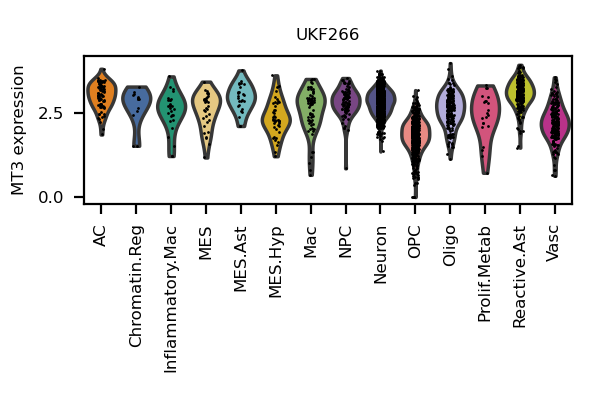 UKF266
MT3 expression
2.5
0.0
AC
Chromatin.Reg
Inflammatory.Mac
MES
MES.Ast
MES.Hyp
Mac
NPC
Neuron
OPC
Oligo
Prolif.Metab
Reactive.Ast
Vasc